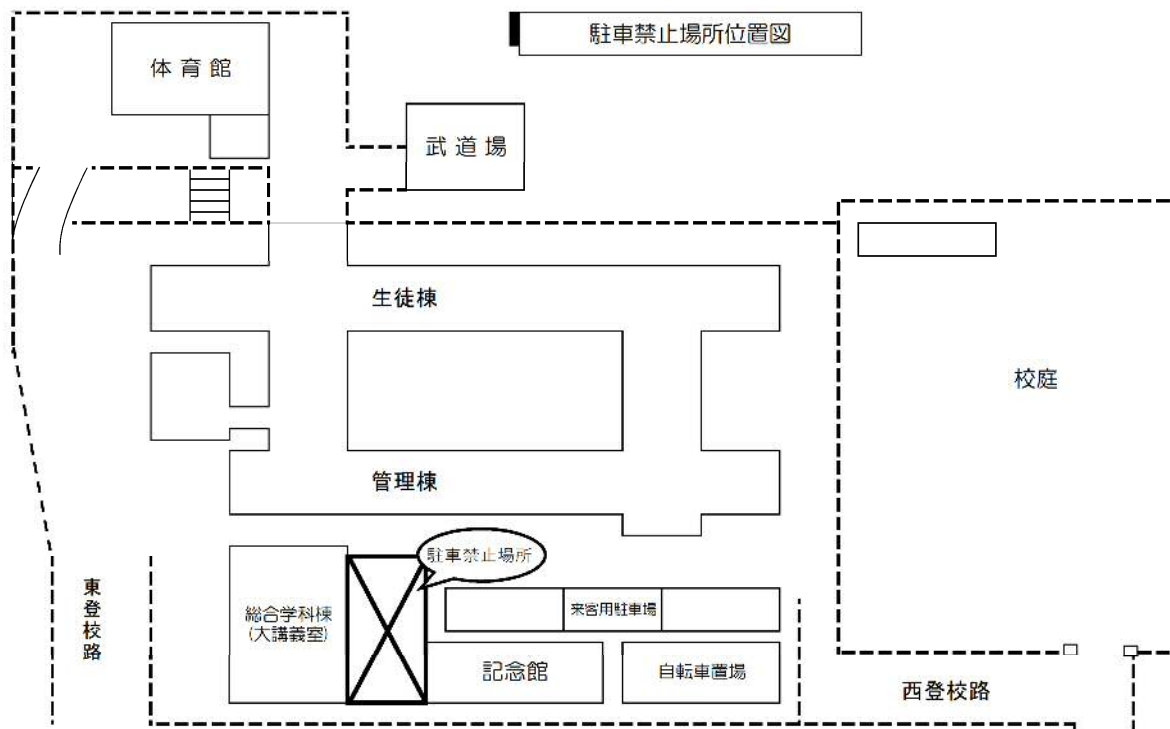 駐車禁止場所位置図
体育館
武道場
生徒棟
校庭
管理棟
駐車禁止場所
東登校路
総合学科棟
(大講義室)
来客用駐車場
記念館
自転車置場
西登校路